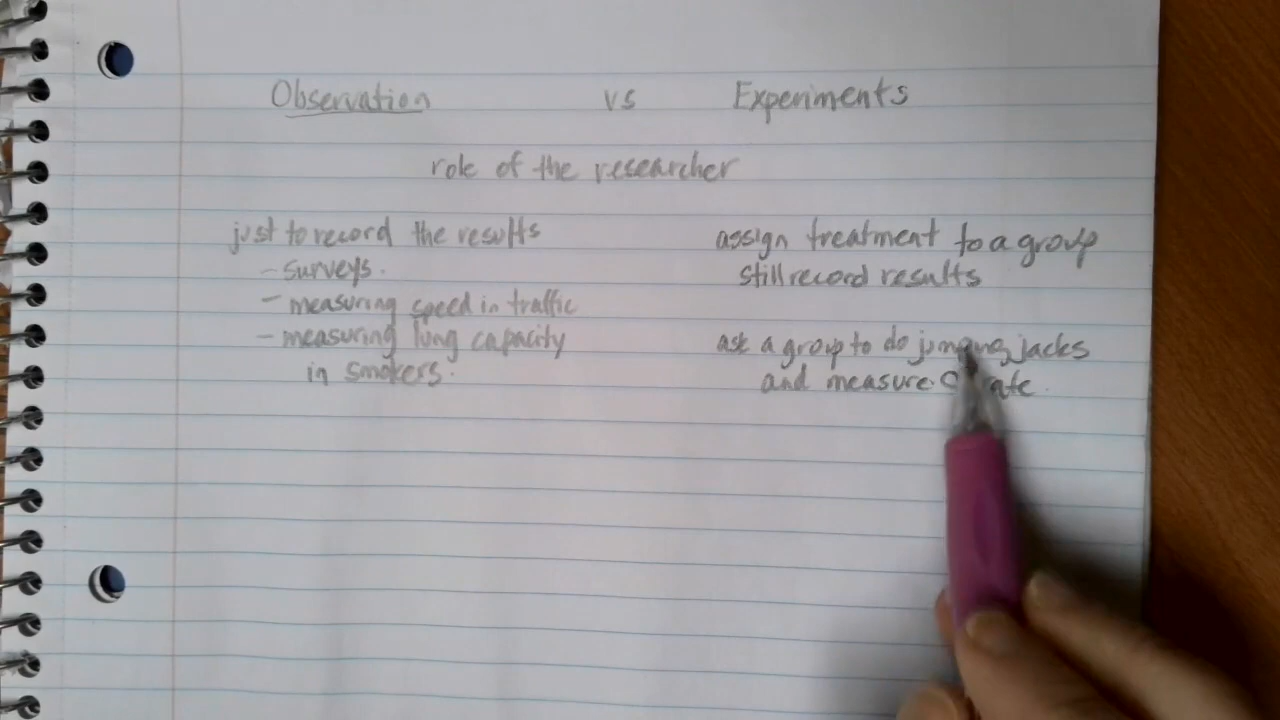 Observation vs Experiments
role of the researcher
just to record the results
- surveys.
- measuring speed in traffic
- measuring lung capacity
in smokers.
assign treatment to a group
still record results
ask a group to do jumping jacks
and measure